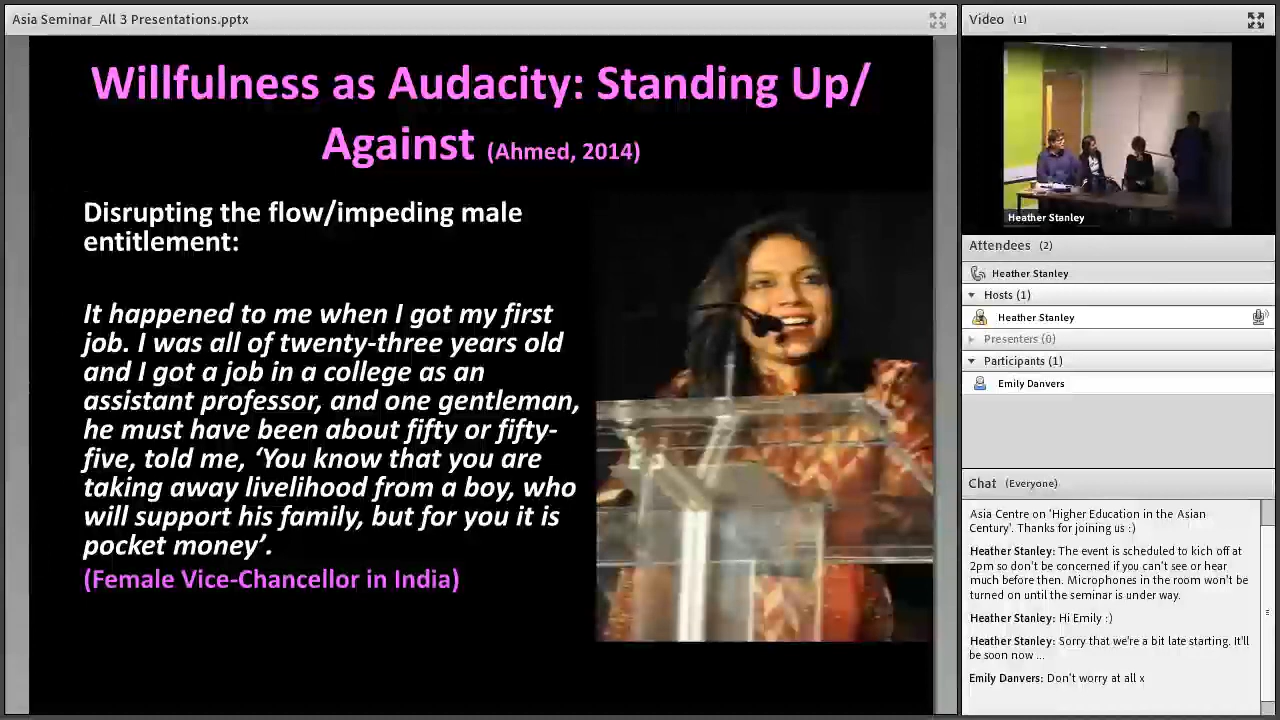 Asia Seminar_All 3 Presentations.pptx
Willfulness as Audacity: Standing Up/
Against (Ahmed, 2014)
Disrupting the flow/impeding male
entitlement:
It happened to me when I got my first
job. I was all of twenty-three years old
and I got a job in a college as an
assistant professor, and one gentleman,
he must have been about fifty or fifty-
five, told me, ‘You know that you are
taking away livelihood from a boy, who
will support his family, but for you it is
pocket money’.
(Female Vice-Chancellor in India)
Video (1)
Heather Stanley
Attendees (2)
Heather Stanley
Hosts (1)
Heather Stanley
Presenters (0)
Participants (1)
Emily Danvers
Chat (Everyone)
Asia Centre on 'Higher Education in the Asian
Century'. Thanks for joining us :)
Heather Stanley: The event is scheduled to kick off at
2pm so don't be concerned if you can't see or hear
much before then. Microphones in the room won't be
turned on until the seminar is under way.
Heather Stanley: Hi Emily :)
Heather Stanley: Sorry that we're a bit late starting. It'll
be soon now ...
Emily Danvers: Don't worry at all x